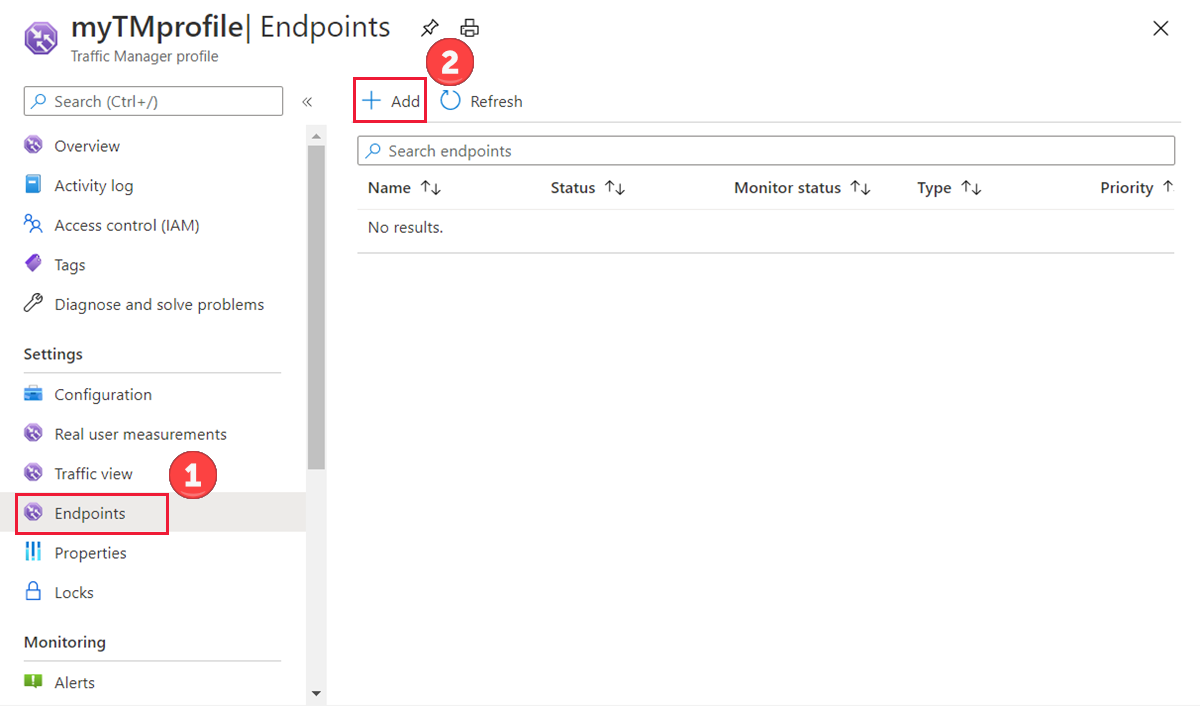 myTMprofile| Endpoints
Traffic Manager profile
Search (Ctrl+/)
«
Overview
Activity log
Access control (IAM)
Tags
Diagnose and solve problems
Settings
Configuration
Real user measurements
Traffic view
1
Endpoints
Properties
Locks
Monitoring
Alerts
2
Add Refresh
Search endpoints
Name Status Monitor status Type Priority
No results.